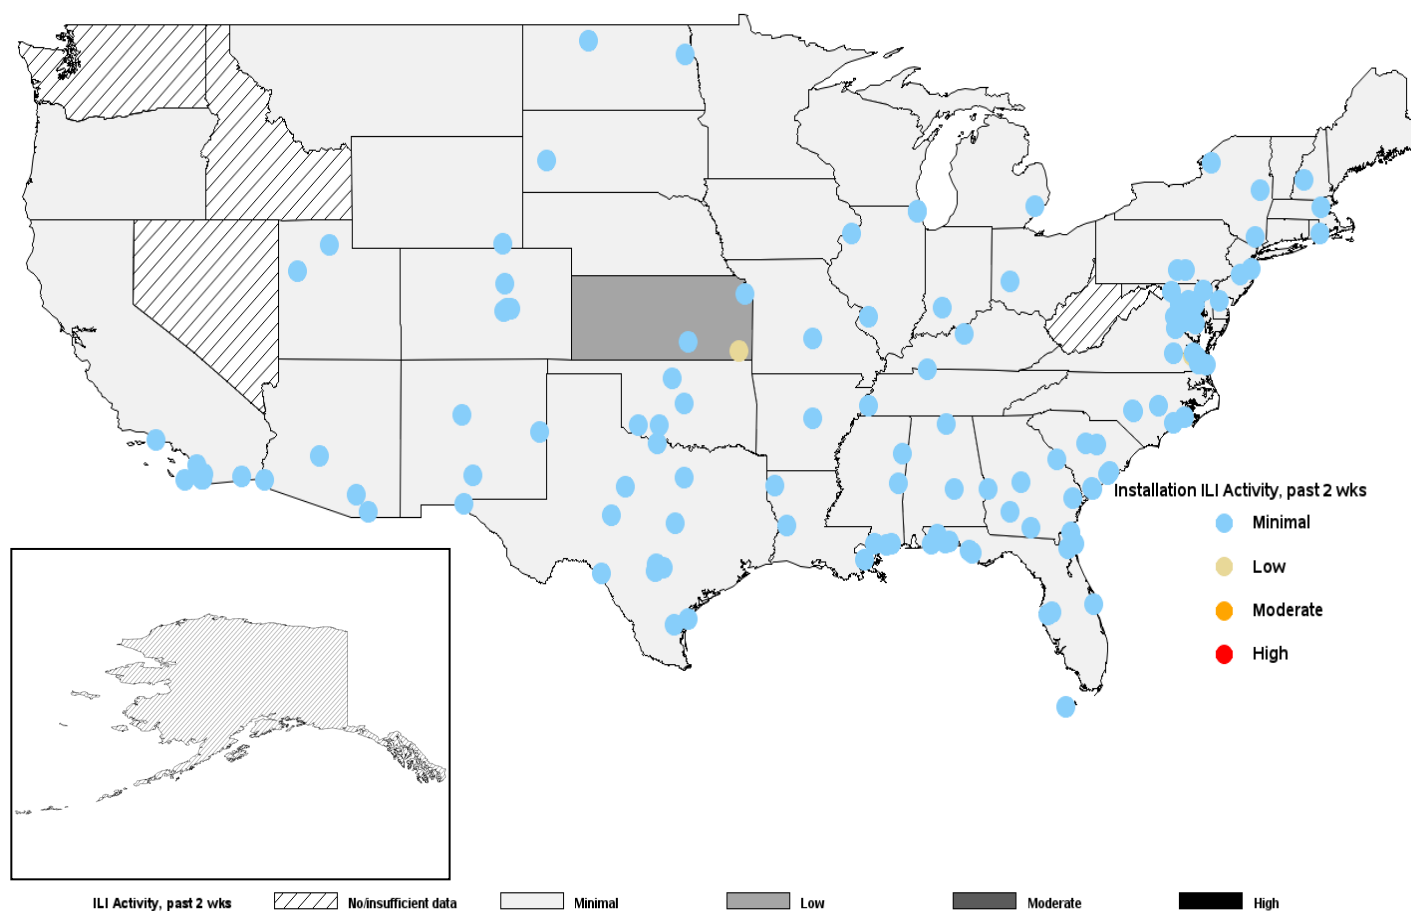 Installation ILI Activity, past 2 wks
Minimal
Low
Moderate
High
ILI Activity, past 2 wks No/insufficient data Minimal Low Moderate High